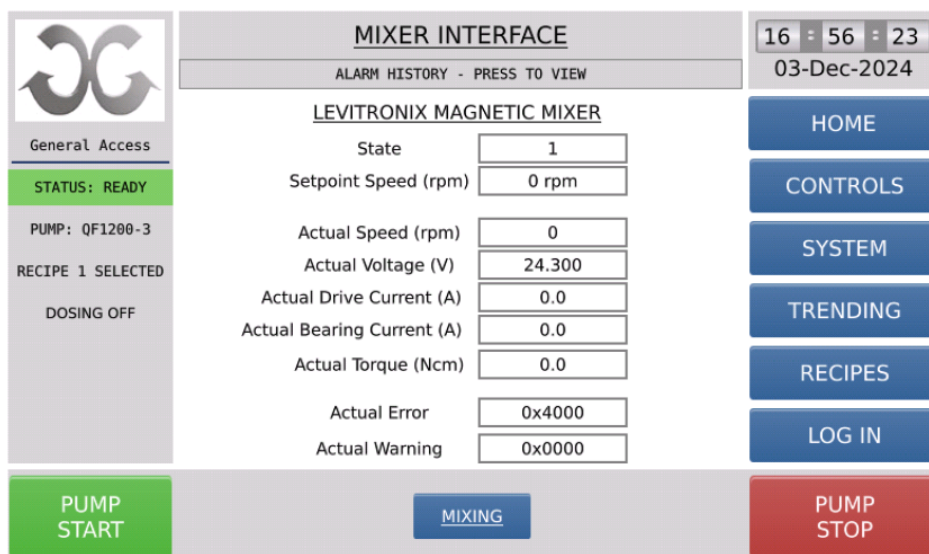 MIXER INTERFACE
ALARM HISTORY - PRESS TO VIEW
16 : 56 : 23
03-Dec-2024
General Access
STATUS: READY
PUMP: QF1200-3
RECIPE 1 SELECTED
DOSING OFF
LEVITRONIX MAGNETIC MIXER
State 1
Setpoint Speed (rpm) 0 rpm
Actual Speed (rpm) 0
Actual Voltage (V) 24.300
Actual Drive Current (A) 0.0
Actual Bearing Current (A) 0.0
Actual Torque (Ncm) 0.0
Actual Error 0x4000
Actual Warning 0x0000
HOME
CONTROLS
SYSTEM
TRENDING
RECIPES
LOG IN
PUMP
START
MIXING
PUMP
STOP